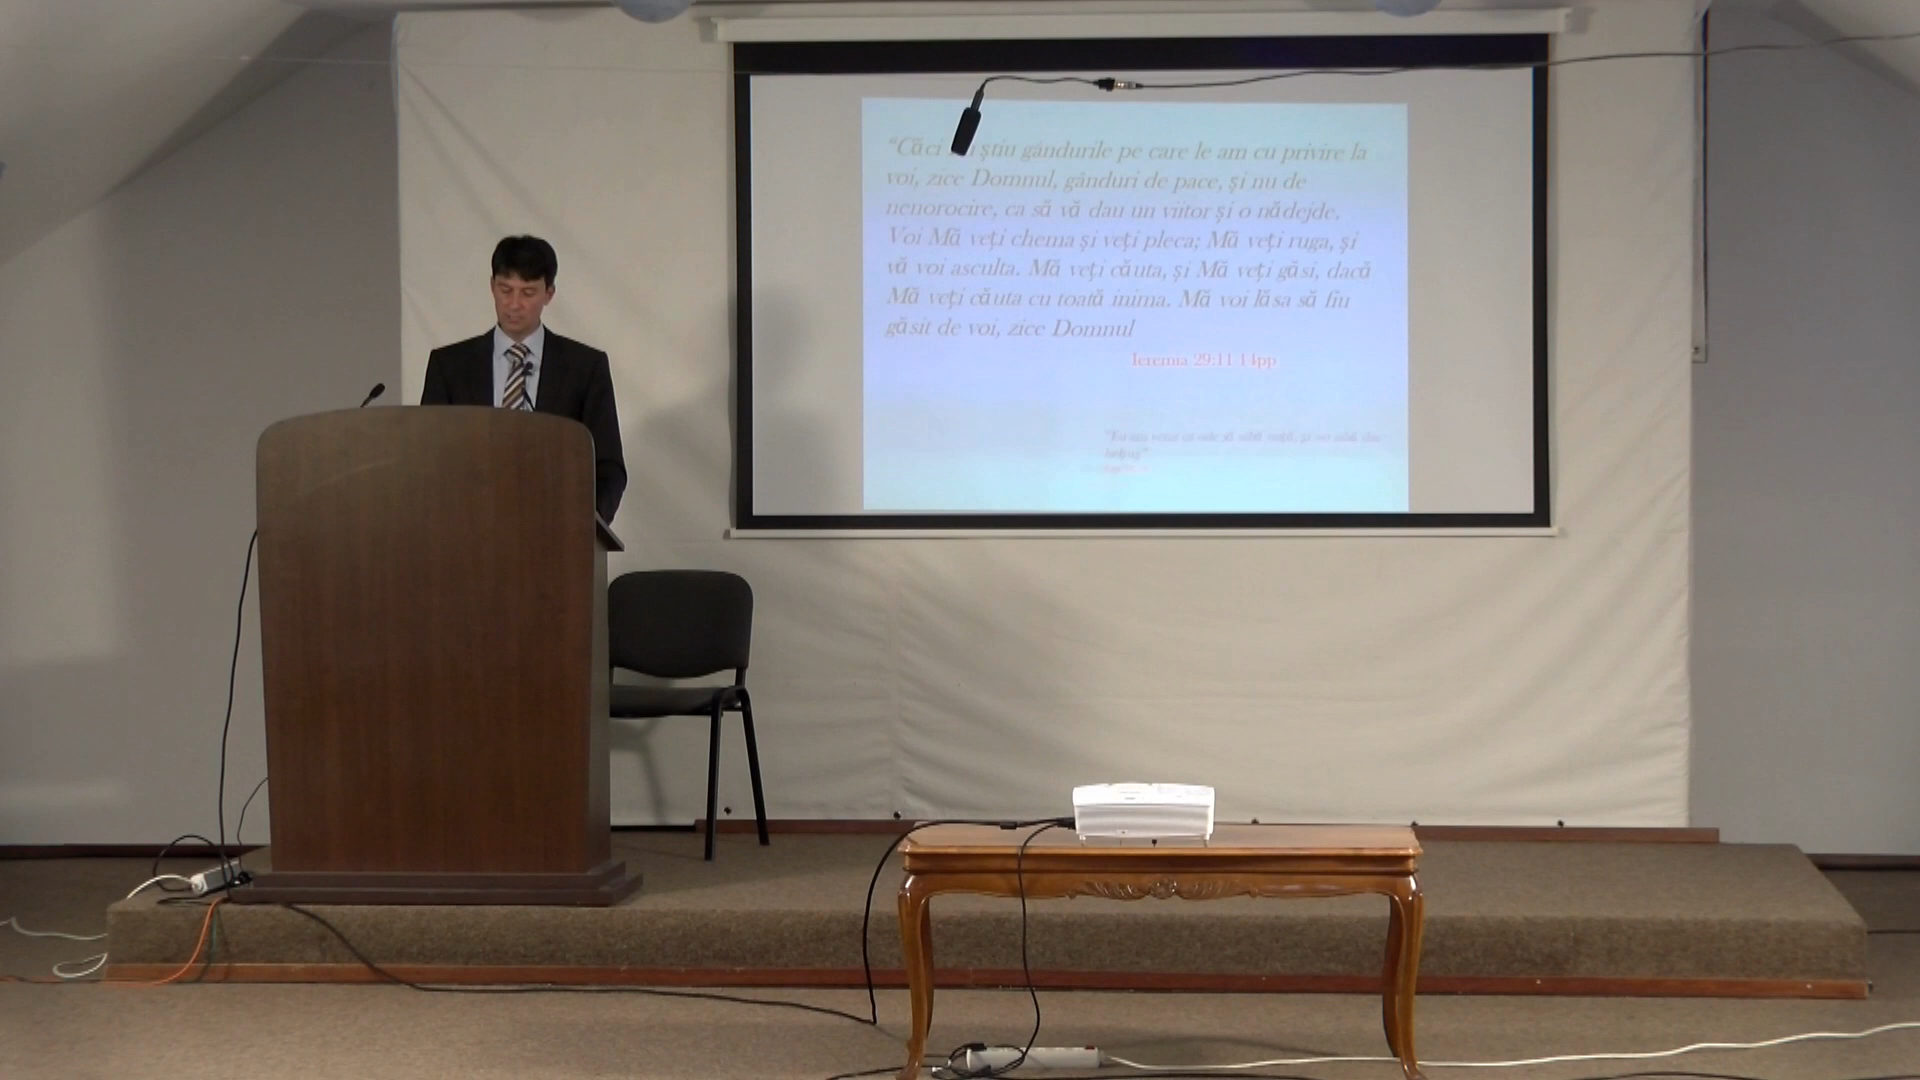 “Căci știu gândurile pe care le am cu privire la
voi, zice Domnul, gânduri de pace, și nu de
nenorocire, ca să vă dau un viitor și o nădejde.
Voi Mă veți chema și veți pleca; Mă veți ruga, și
vă voi asculta. Mă veți căuta, și Mă veți găsi, dacă
Mă veți căuta cu toată inima. Mă voi lăsa să fiu
găsit de voi, zice Domnul
Ieremia 29:11-14pp